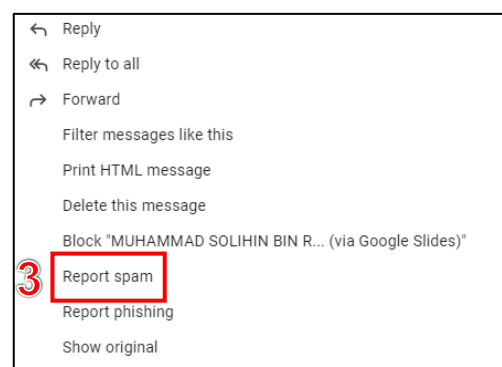 Reply
Reply to all
Forward
Filter messages like this
Print HTML message
Delete this message
Block "MUHAMMAD SOLIHIN BIN R... (via Google Slides)"
3 Report spam
Report phishing
Show original